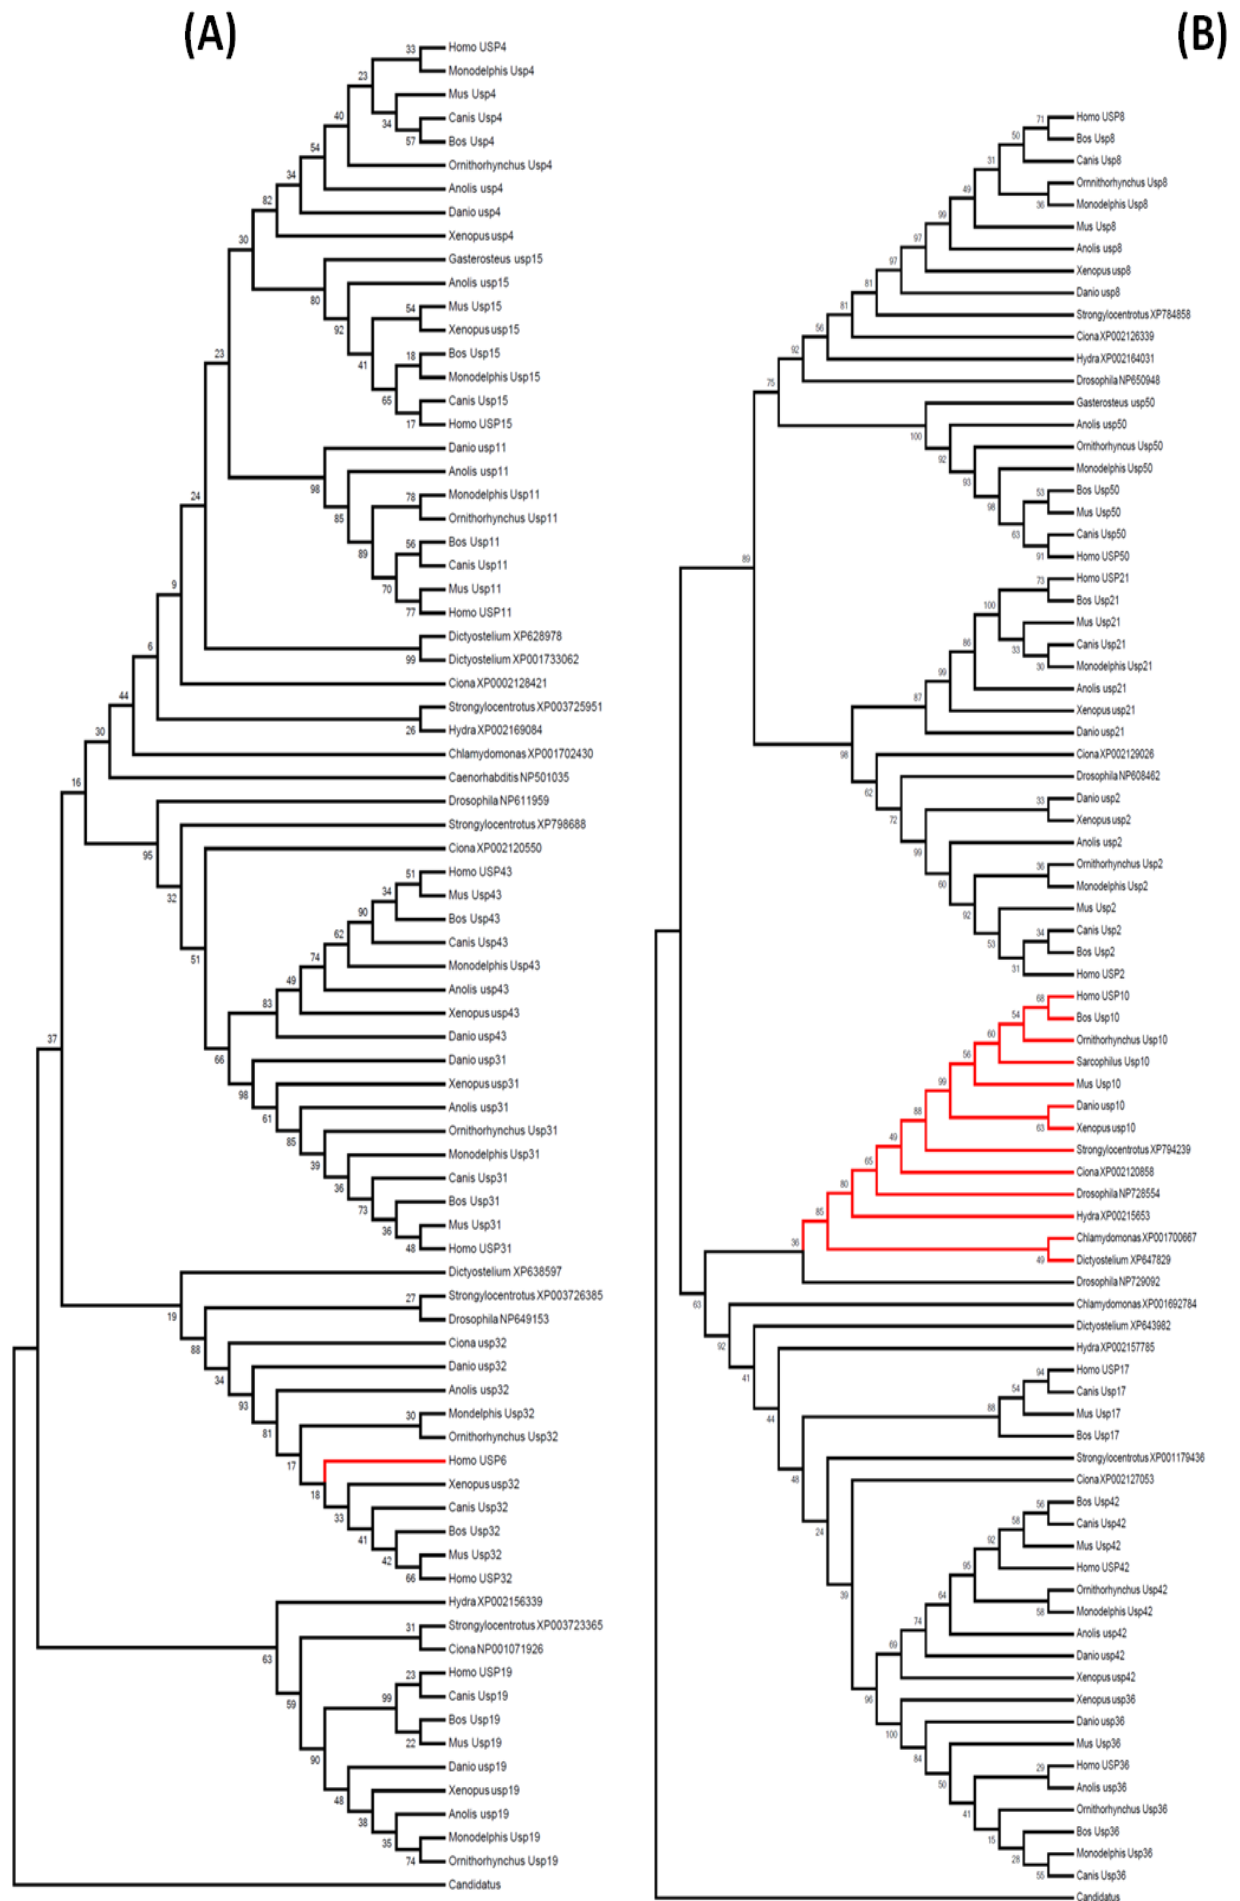 (A)
Homo USP4
Monodelphis Usp4
Mus Usp4
Canis Usp4
Bos Usp4
Ornithorhynchus Usp4
Anolis usp4
Danio usp4
Xenopus usp4
Gasterosteus usp15
Anolis usp15
Mus Usp15
Xenopus usp15
Bos Usp15
Monodelphis Usp15
Canis Usp15
Homo USP15
Danio usp11
Anolis usp11
Monodelphis Usp11
Ornithorhynchus Usp11
Bos Usp11
Canis Usp11
Mus Usp11
Homo USP11
Dictyostelium XP628978
Dictyostelium XP001733062
Ciona XP0002128421
Strongylocentrotus XP003725951
Hydra XP002169084
Chlamydomonas XP001702430
Caenorhabditis NP501035
Drosophila NP611959
Strongylocentrotus XP798688
Ciona XP002120550
Homo USP43
Mus Usp43
Bos Usp43
Canis Usp43
Monodelphis Usp43
Anolis usp43
Xenopus usp43
Danio usp43
Danio usp31
Xenopus usp31
Anolis usp31
Ornithorhynchus Usp31
Monodelphis Usp31
Canis Usp31
Bos Usp31
Mus Usp31
Homo USP31
Dictyostelium XP638597
Strongylocentrotus XP003726385
Drosophila NP649153
Ciona usp32
Danio usp32
Anolis usp32
Mondelphis Usp32
Ornithorhynchus Usp32
Homo USP6
Xenopus usp32
Canis Usp32
Bos Usp32
Mus Usp32
Homo USP32
Hydra XP002156339
Strongylocentrotus XP003723365
Ciona NP001071926
Homo USP19
Canis Usp19
Bos Usp19
Mus Usp19
Danio usp19
Xenopus usp19
Anolis usp19
Monodelphis Usp19
Ornithorhynchus Usp19
Candidatus
33
23
34
57
40
54
34
82
30
80
92
54
41
18
65
17
23
98
85
78
89
56
70
77
24
99
9
6
26
44
30
16
95
32
51
51
34
90
62
74
49
83
66
98
61
85
39
36
73
36
48
37
19
27
88
34
93
81
30
17
18
33
41
42
66
63
31
59
23
99
22
90
48
38
35
74
(B)
Homo USP8
Bos Usp8
Canis Usp8
Ornnithorhynchus Usp8
Monodelphis Usp8
Mus Usp8
Anolis usp8
Xenopus usp8
Danio usp8
Strongylocentrotus XP784858
Ciona XP002126339
Hydra XP002164031
Drosophila NP650948
Gasterosteus usp50
Anolis usp50
Ornithorhyncus Usp50
Monodelphis Usp50
Bos Usp50
Mus Usp50
Canis Usp50
Homo USP50
Homo USP21
Bos Usp21
Mus Usp21
Canis Usp21
Monodelphis Usp21
Anolis usp21
Xenopus usp21
Danio usp21
Ciona XP002129026
Drosophila NP608462
Danio usp2
Xenopus usp2
Anolis usp2
Ornithorhynchus Usp2
Monodelphis Usp2
Mus Usp2
Canis Usp2
Bos Usp2
Homo USP2
Homo USP10
Bos Usp10
Ornithorhynchus Usp10
Sarcophilus Usp10
Mus Usp10
Danio usp10
Xenopus usp10
Strongylocentrotus XP794239
Ciona XP002120858
Drosophila NP728554
Hydra XP00215653
Chlamydomonas XP001700667
Dictyostelium XP647829
Drosophila NP729092
Chlamydomonas XP001692784
Dictyostelium XP643982
Hydra XP002157785
Homo USP17
Canis Usp17
Mus Usp17
Bos Usp17
Strongylocentrotus XP001179436
Ciona XP002127053
Bos Usp42
Canis Usp42
Mus Usp42
Homo USP42
Ornithorhynchus Usp42
Monodelphis Usp42
Anolis usp42
Danio usp42
Xenopus usp42
Xenopus usp36
Danio usp36
Mus Usp36
Homo USP36
Anolis usp36
Ornithorhynchus Usp36
Bos Usp36
Monodelphis Usp36
Canis Usp36
Candidatus
71
50
31
36
49
99
97
97
81
81
56
92
75
100
92
93
98
53
63
91
89
73
100
33
30
86
99
87
98
62
72
33
99
60
36
92
53
34
31
68
54
60
56
99
63
88
49
65
80
85
49
36
63
92
41
44
94
54
88
48
24
39
56
58
92
95
58
64
74
69
96
100
84
50
29
41
15
28
55